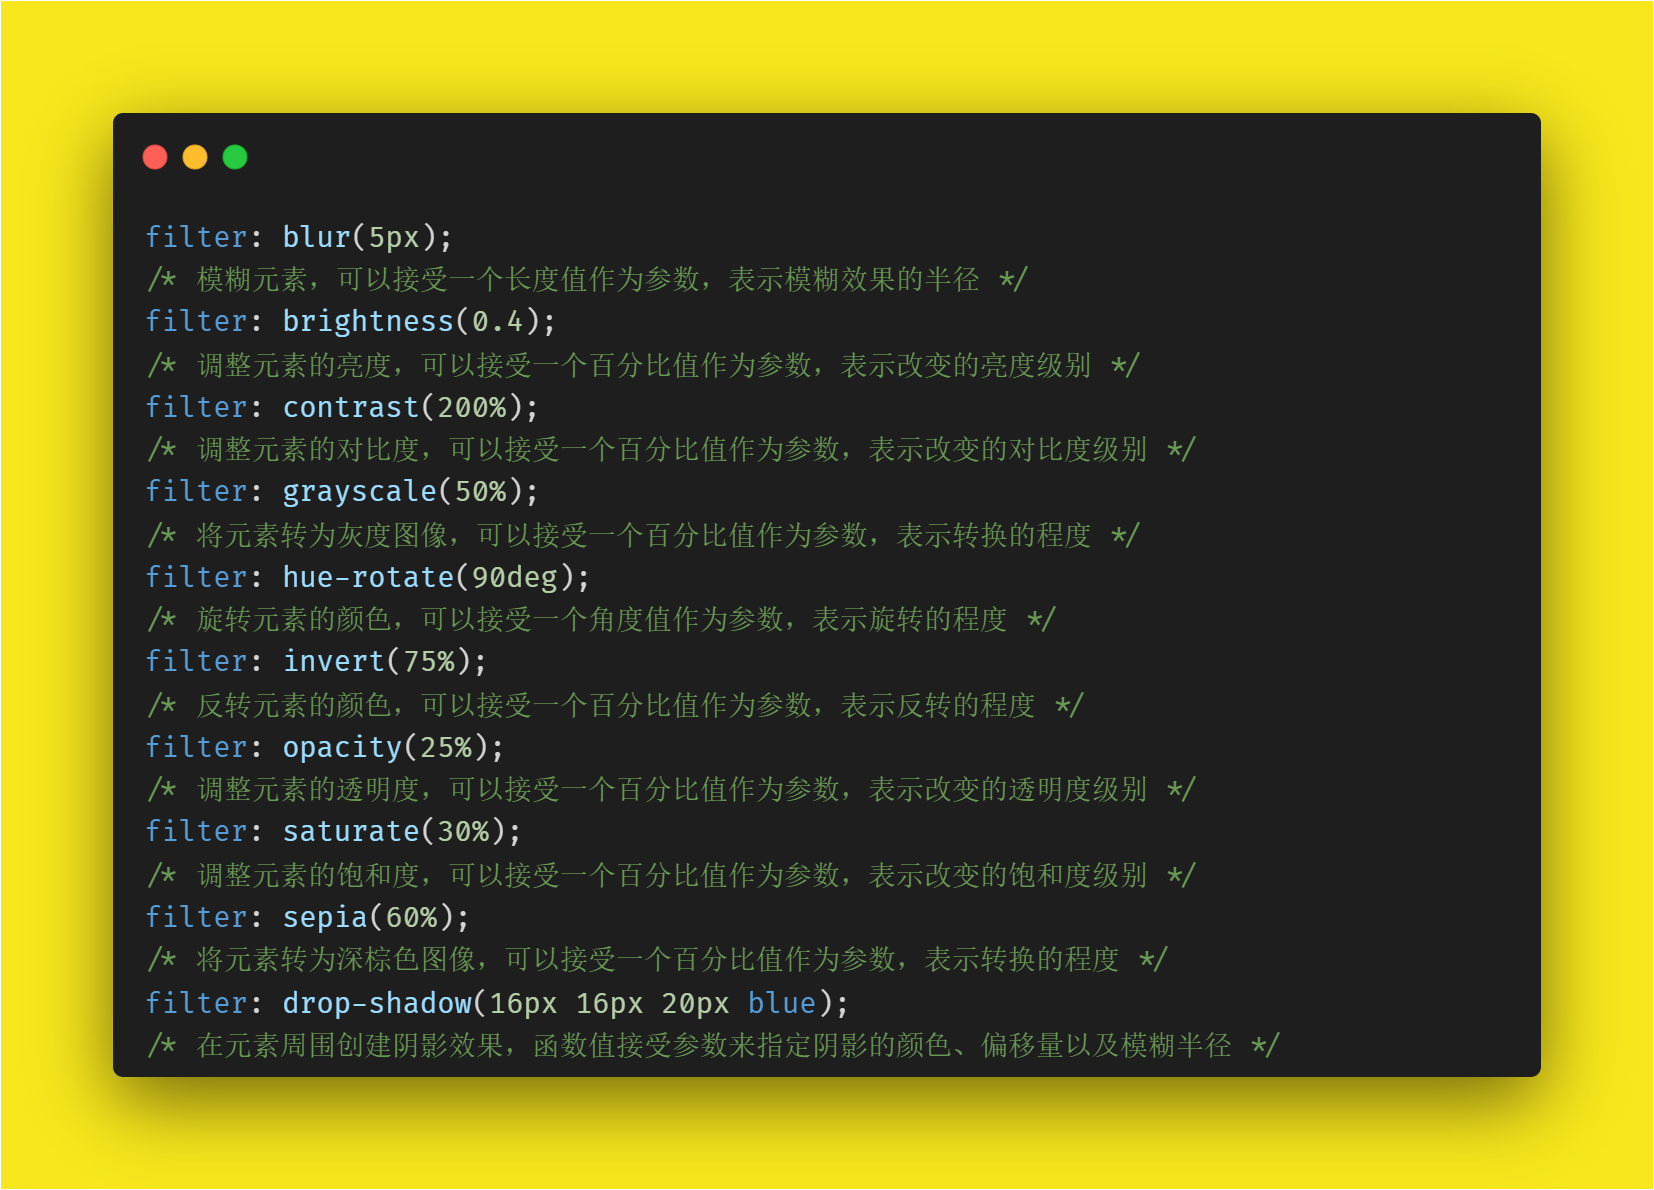 filter: blur(5px);
/* 模糊元素，可以接受一个长度值作为参数，表示模糊效果的半径 */
filter: brightness(0.4);
/* 调整元素的亮度，可以接受一个百分比值作为参数，表示改变的亮度级别 */
filter: contrast(200%);
/* 调整元素的对比度，可以接受一个百分比值作为参数，表示改变的对比度级别 */
filter: grayscale(50%);
/* 将元素转为灰度图像，可以接受一个百分比值作为参数，表示转换的程度 */
filter: hue-rotate(90deg);
/* 旋转元素的颜色，可以接受一个角度值作为参数，表示旋转的程度 */
filter: invert(75%);
/* 反转元素的颜色，可以接受一个百分比值作为参数，表示反转的程度 */
filter: opacity(25%);
/* 调整元素的透明度，可以接受一个百分比值作为参数，表示改变的透明度级别 */
filter: saturate(30%);
/* 调整元素的饱和度，可以接受一个百分比值作为参数，表示改变的饱和度级别 */
filter: sepia(60%);
/* 将元素转为深棕色图像，可以接受一个百分比值作为参数，表示转换的程度 */
filter: drop-shadow(16px 16px 20px blue);
/* 在元素周围创建阴影效果，函数值接受参数来指定阴影的颜色、偏移量以及模糊半径 */